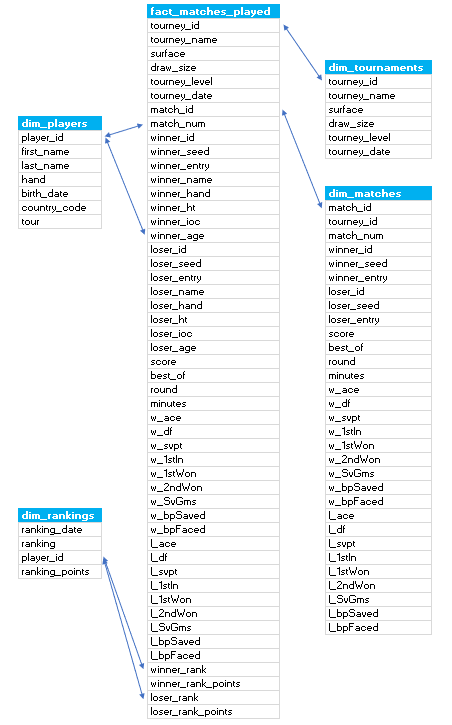 fact_matches_played
tourney_id
tourney_name
surface
draw_size
tourney_level
tourney_date
match_id
match_num
winner_id
winner_seed
winner_entry
winner_name
winner_hand
winner_ht
winner_ioc
winner_age
loser_id
loser_seed
loser_entry
loser_name
loser_hand
loser_ht
loser_ioc
loser_age
score
best_of
round
minutes
w_ace
w_df
w_svpt
w_1stIn
w_1stWon
w_2ndWon
w_SvGms
w_bpSaved
w_bpFaced
l_ace
l_df
l_svpt
l_1stIn
l_1stWon
l_2ndWon
l_SvGms
l_bpSaved
l_bpFaced
winner_rank
winner_rank_points
loser_rank
loser_rank_points
dim_players
player_id
first_name
last_name
hand
birth_date
country_code
tour
dim_rankings
ranking_date
ranking
player_id
ranking_points
dim_tournaments
tourney_id
tourney_name
surface
draw_size
tourney_level
tourney_date
dim_matches
match_id
tourney_id
match_num
winner_id
winner_seed
winner_entry
loser_id
loser_seed
loser_entry
score
best_of
round
minutes
w_ace
w_df
w_svpt
w_1stIn
w_1stWon
w_2ndWon
w_SvGms
w_bpSaved
w_bpFaced
l_ace
l_df
l_svpt
l_1stIn
l_1stWon
l_2ndWon
l_SvGms
l_bpSaved
l_bpFaced